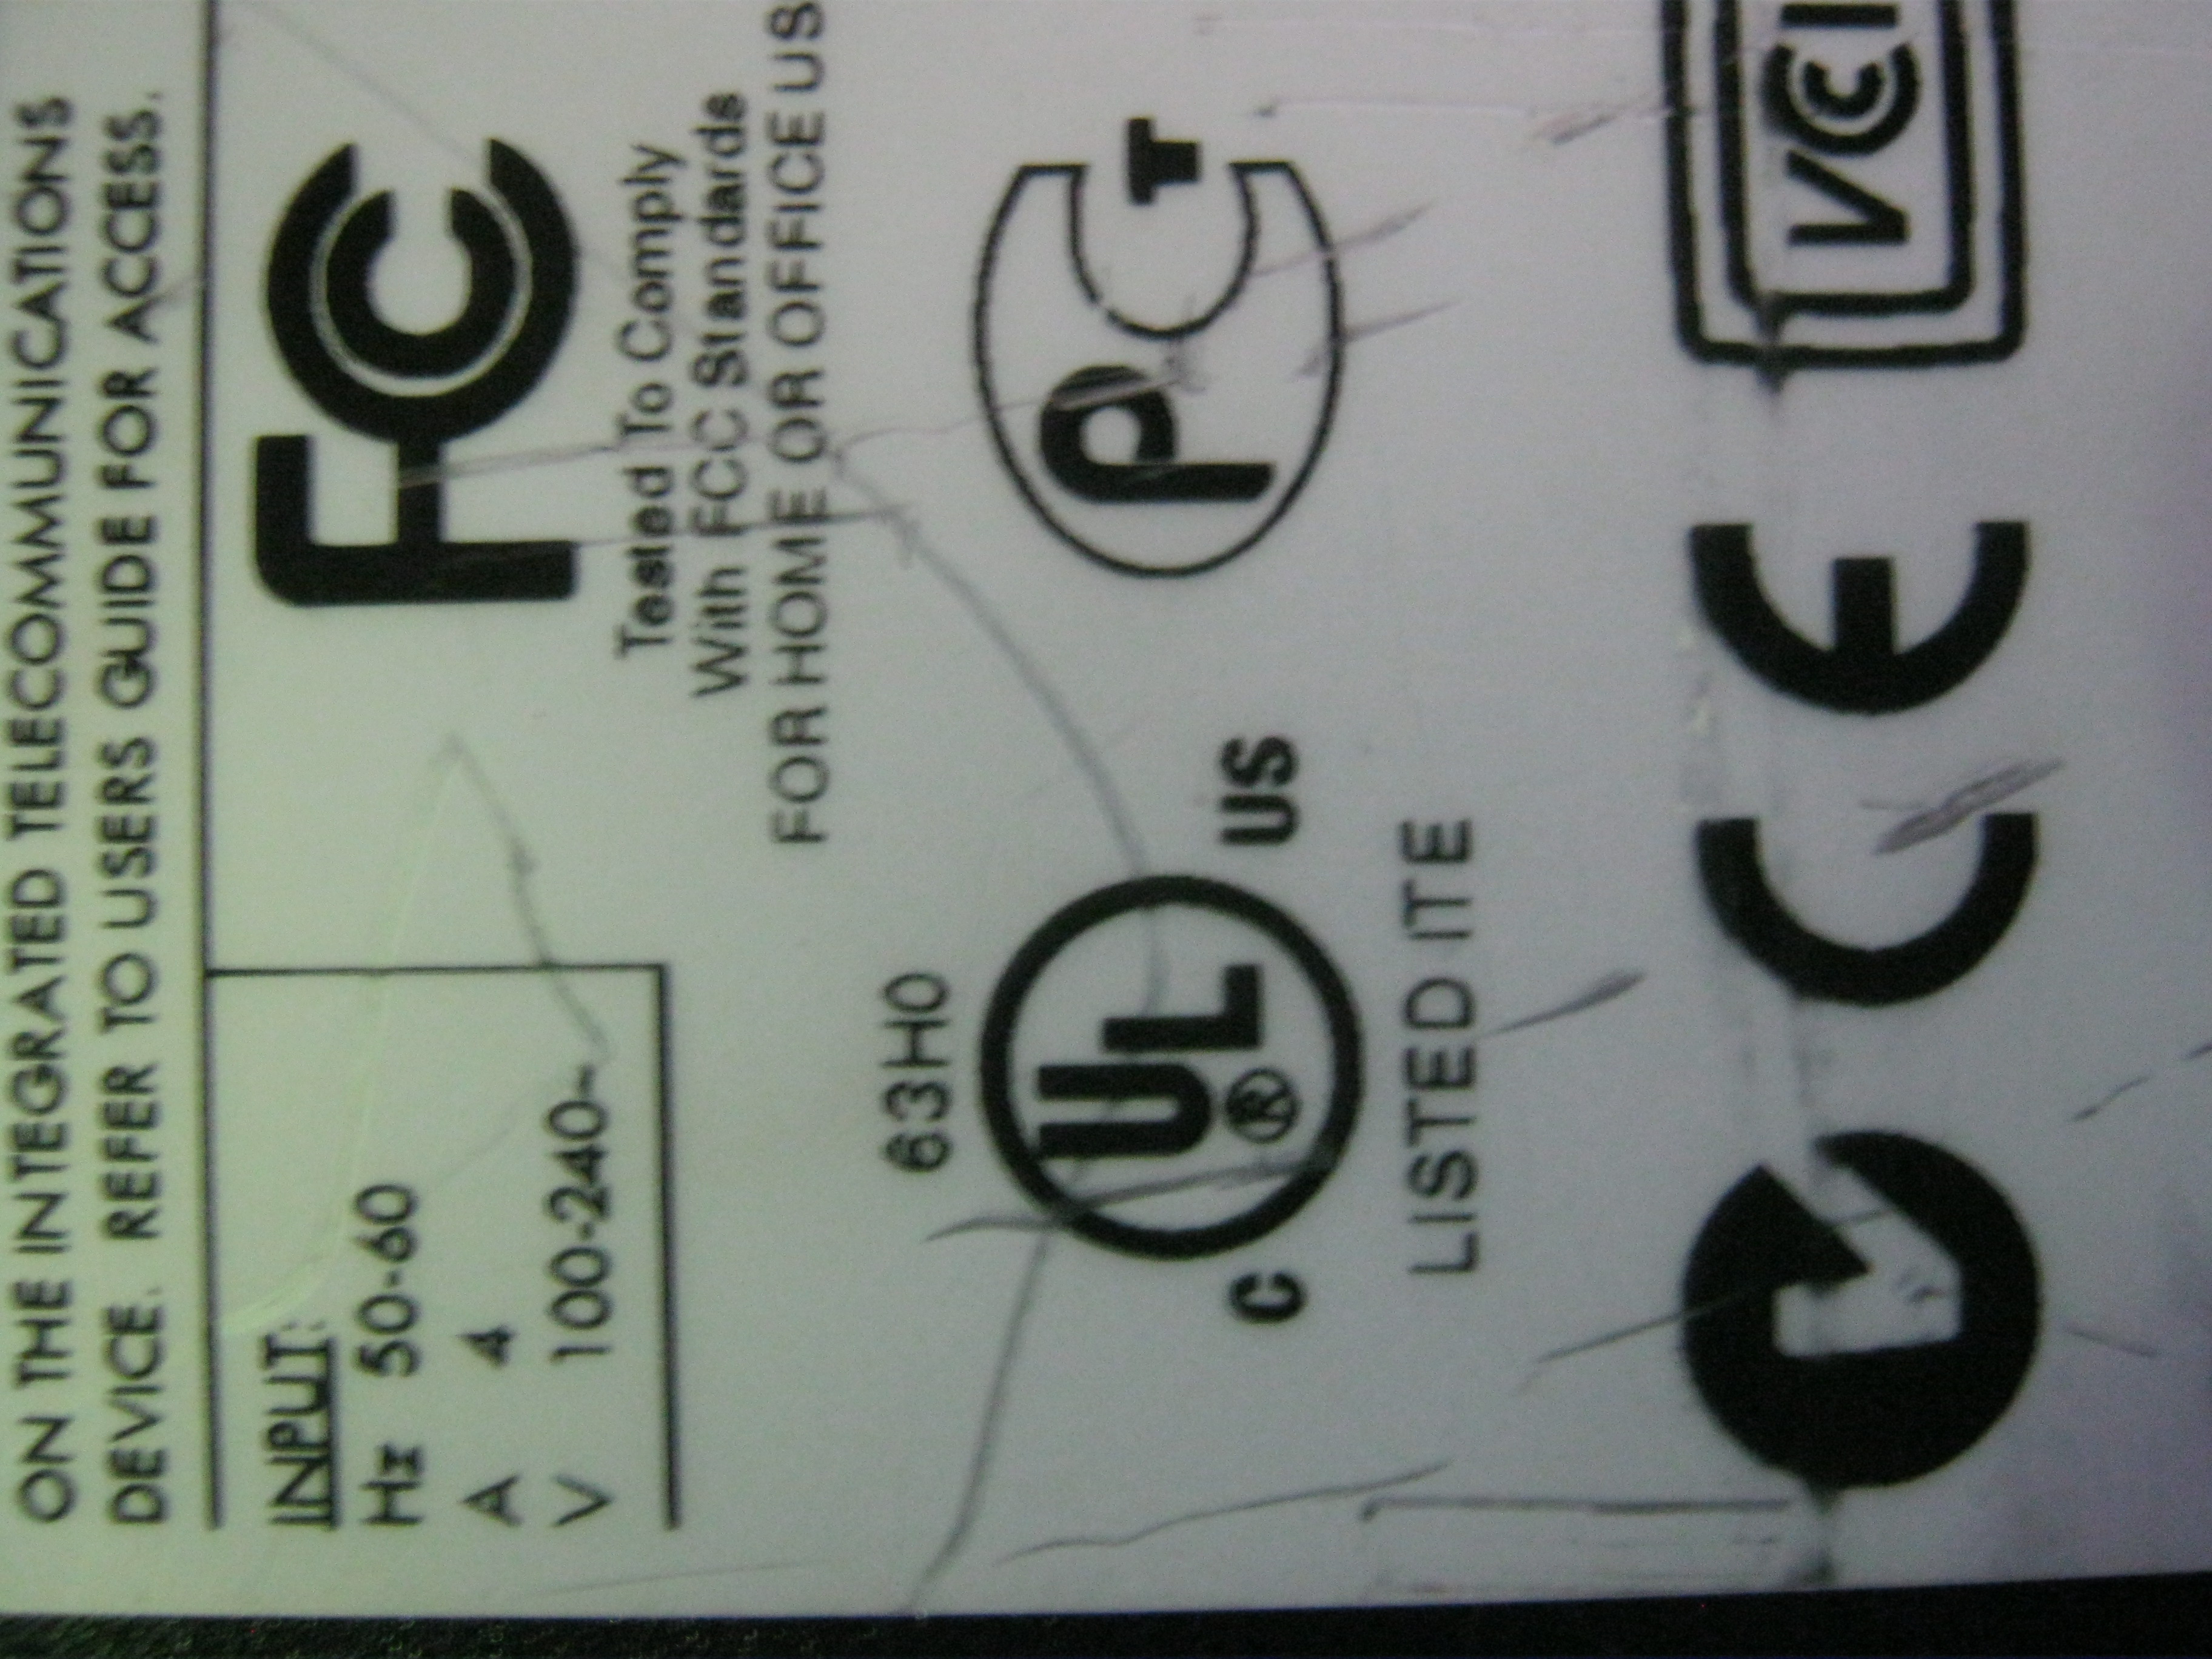 ON THE INTEGRATED TELECOMMUNICATIONS
DEVICE. REFER TO USERS GUIDE FOR ACCESS.
INPUT:
Hz 50-60
A 4
V 100-240~
FC
Tested To Comply
With FCC Standards
FOR HOME OR OFFICE US
63H0
C UL® US
LISTED ITE
PCT
CE
VCI